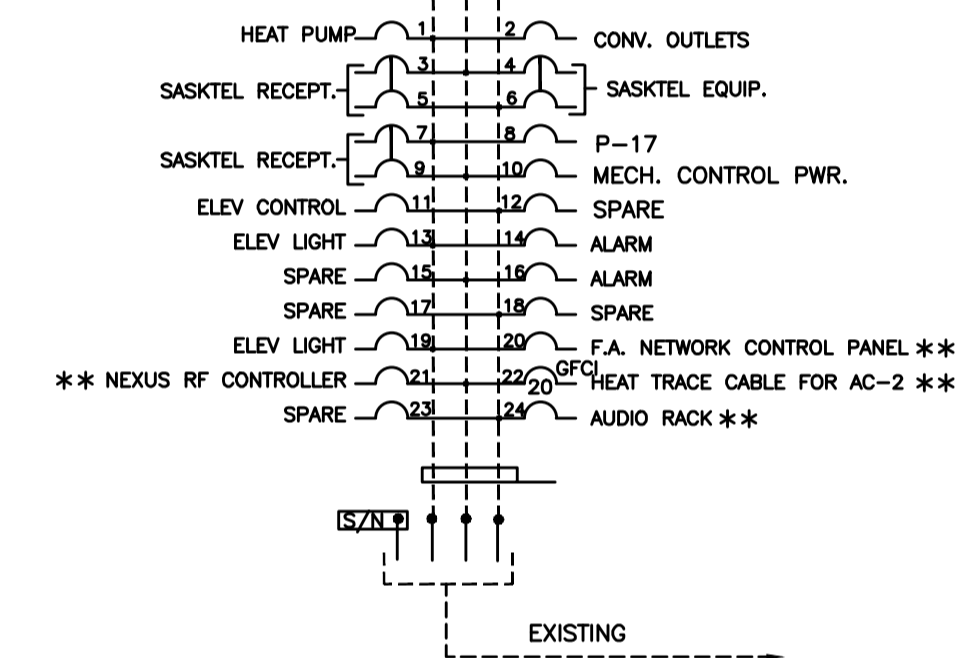 HEAT PUMP 1 2 CONV. OUTLETS
3 4
SASKTEL RECEPT. SASKTEL EQUIP.
5 6
7 8 P-17
SASKTEL RECEPT.
9 10 MECH. CONTROL PWR.
ELEV CONTROL 11 12 SPARE
ELEV LIGHT 13 14 ALARM
SPARE 15 16 ALARM
SPARE 17 18 SPARE
ELEV LIGHT 19 20 F.A. NETWORK CONTROL PANEL **
** NEXUS RF CONTROLLER 21 22 GFCI 20 HEAT TRACE CABLE FOR AC-2 **
SPARE 23 24 AUDIO RACK **
S/N
EXISTING